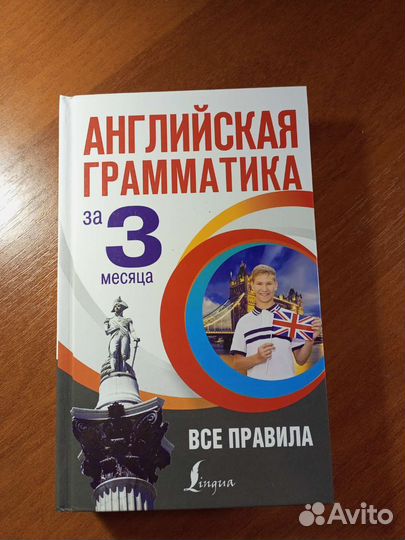 АНГЛИЙСКАЯ
ГРАММАТИКА
за
3
месяца
ВСЕ ПРАВИЛА
Lingua
Avito